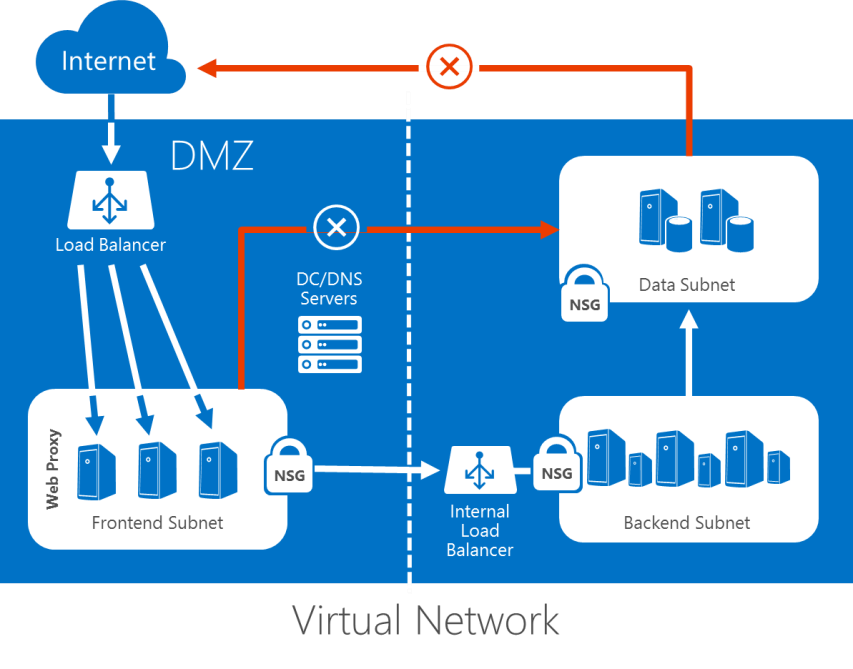 Internet
DMZ
Load Balancer
DC/DNS
Servers
Data Subnet
NSG
Web Proxy
NSG
Frontend Subnet
Internal
Load
Balancer
NSG
Backend Subnet
Virtual Network